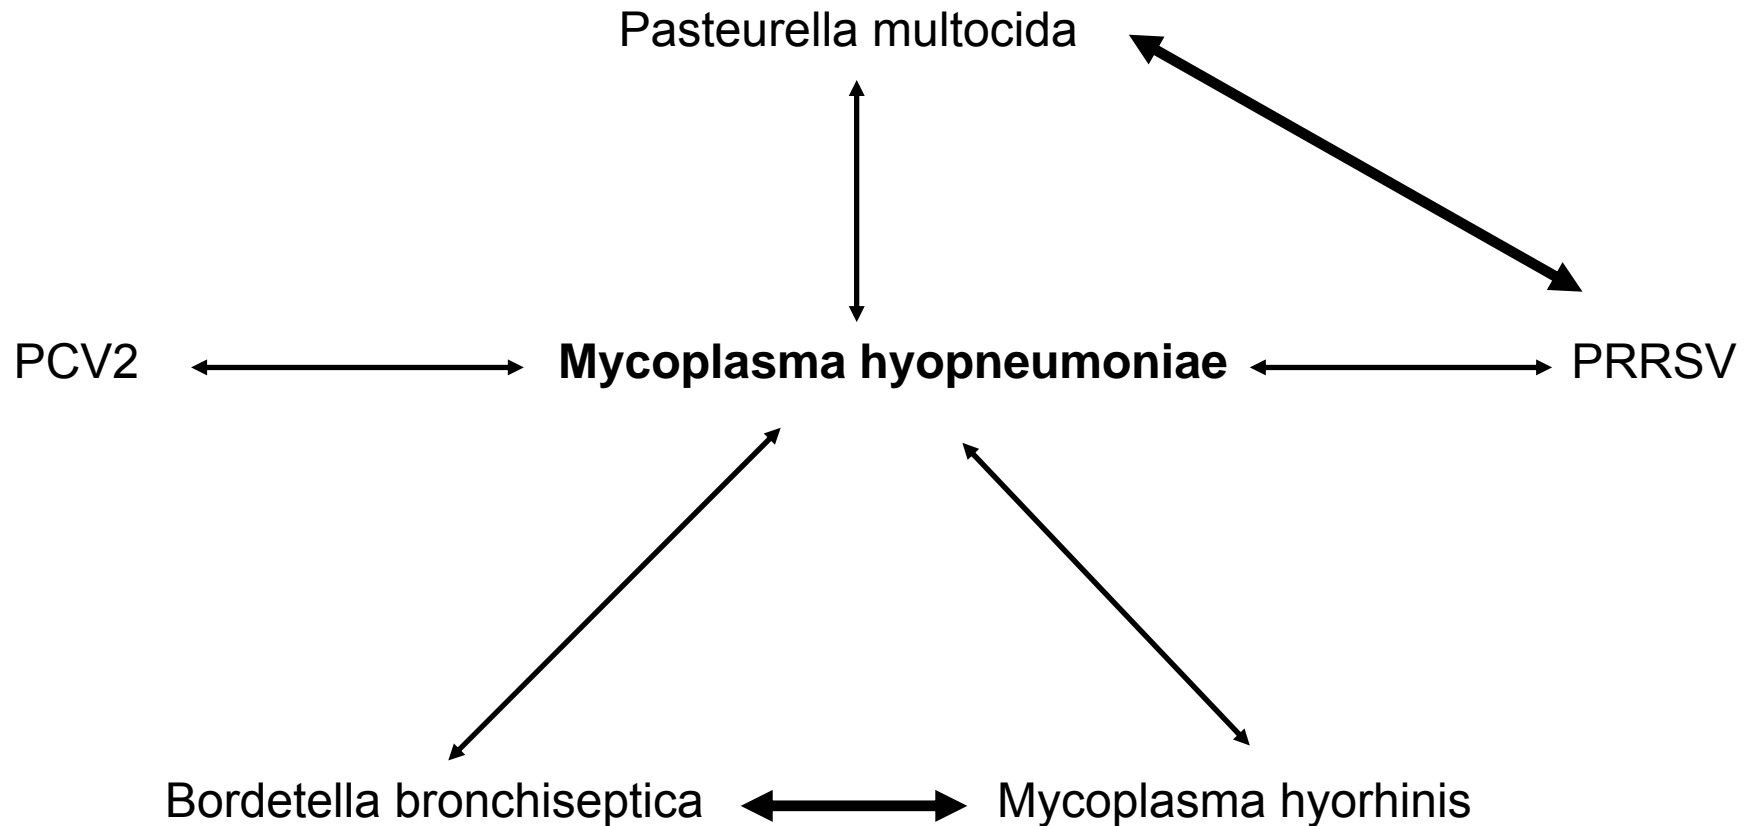 Pasteurella multocida
PCV2
Mycoplasma hyopneumoniae
PRRSV
Bordetella bronchiseptica
Mycoplasma hyorhinis